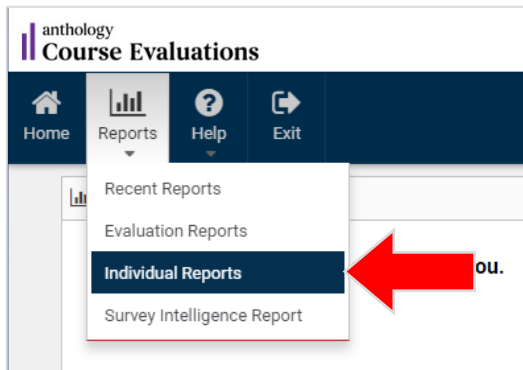 anthology
Course Evaluations
Home
Reports
Help
Exit
Recent Reports
Evaluation Reports
Individual Reports
ou.
Survey Intelligence Report